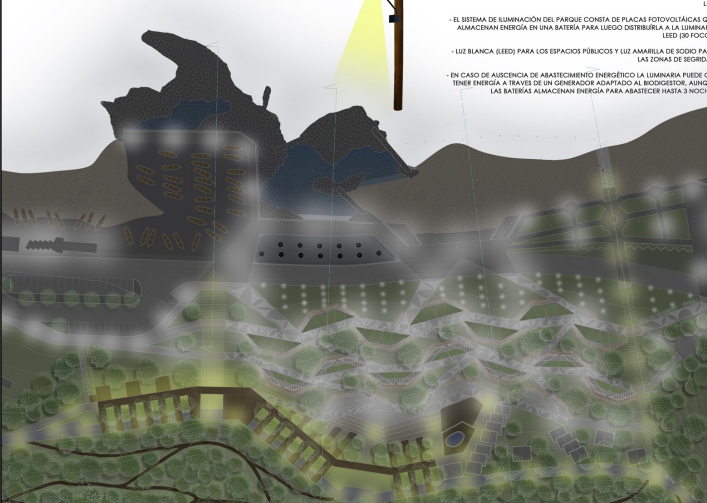 - EL SISTEMA DE ILUMINACIÓN DEL PARQUE CONSTA DE PLACAS FOTOVOLTÁICAS Q
ALMACENAN ENERGÍA EN UNA BATERÍA PARA LUEGO DISTRIBUÍRLA A LA LUMINAR
LEED (30 FOCO
- LUZ BLANCA (LEED) PARA LOS ESPACIOS PÚBLICOS Y LUZ AMARILLA DE SODIO PA
LAS ZONAS DE SEGRID
- EN CASO DE AUSCENCIA DE ABASTECIMIENTO ENERGÉTICO LA LUMINARIA PUEDE O
TENER ENERGÍA A TRAVES DE UN GENERADOR ADAPTADO AL BIODIGESTOR, AUNQ
LAS BATERÍAS ALMACENAN ENERGÍA PARA ABASTECER HASTA 3 NOCH